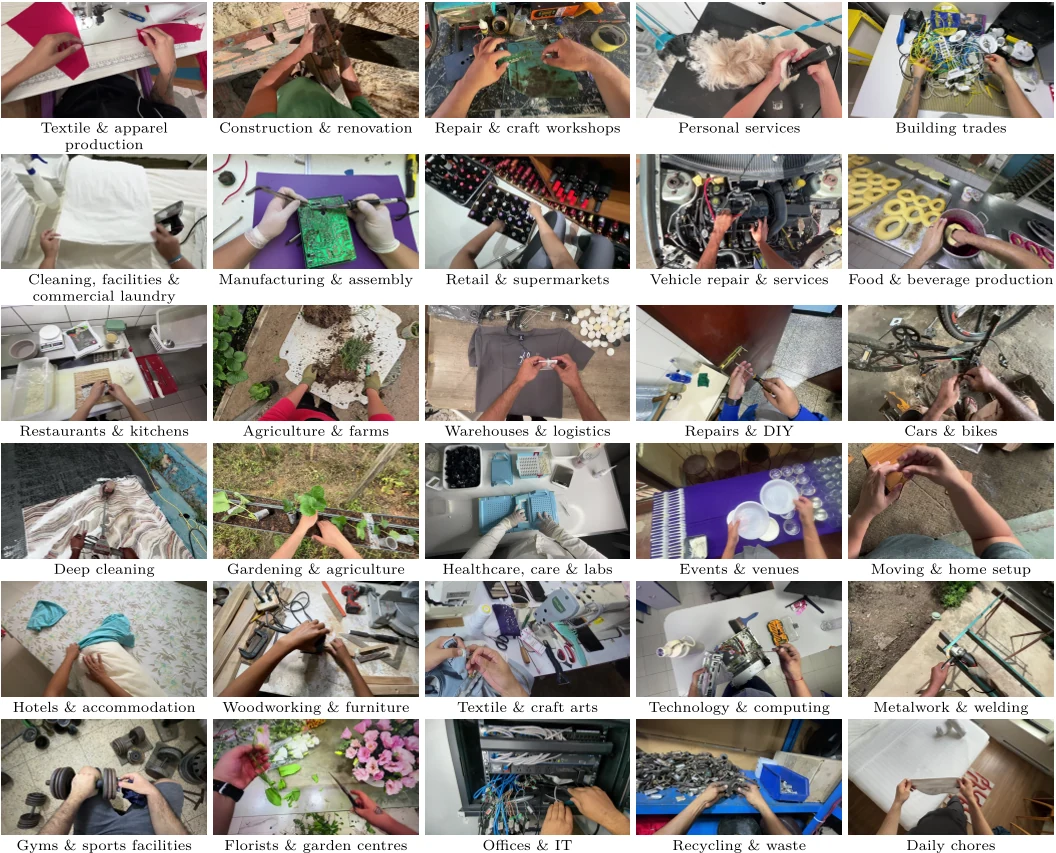 Textile & apparel
production
Construction & renovation
Repair & craft workshops
Personal services
Building trades
Cleaning, facilities &
commercial laundry
Manufacturing & assembly
Retail & supermarkets
Vehicle repair & services
Food & beverage production
Restaurants & kitchens
Agriculture & farms
Warehouses & logistics
Repairs & DIY
Cars & bikes
Deep cleaning
Gardening & agriculture
Healthcare, care & labs
Events & venues
Moving & home setup
Hotels & accommodation
Woodworking & furniture
Textile & craft arts
Technology & computing
Metalwork & welding
Gyms & sports facilities
Florists & garden centres
Offices & IT
Recycling & waste
Daily chores